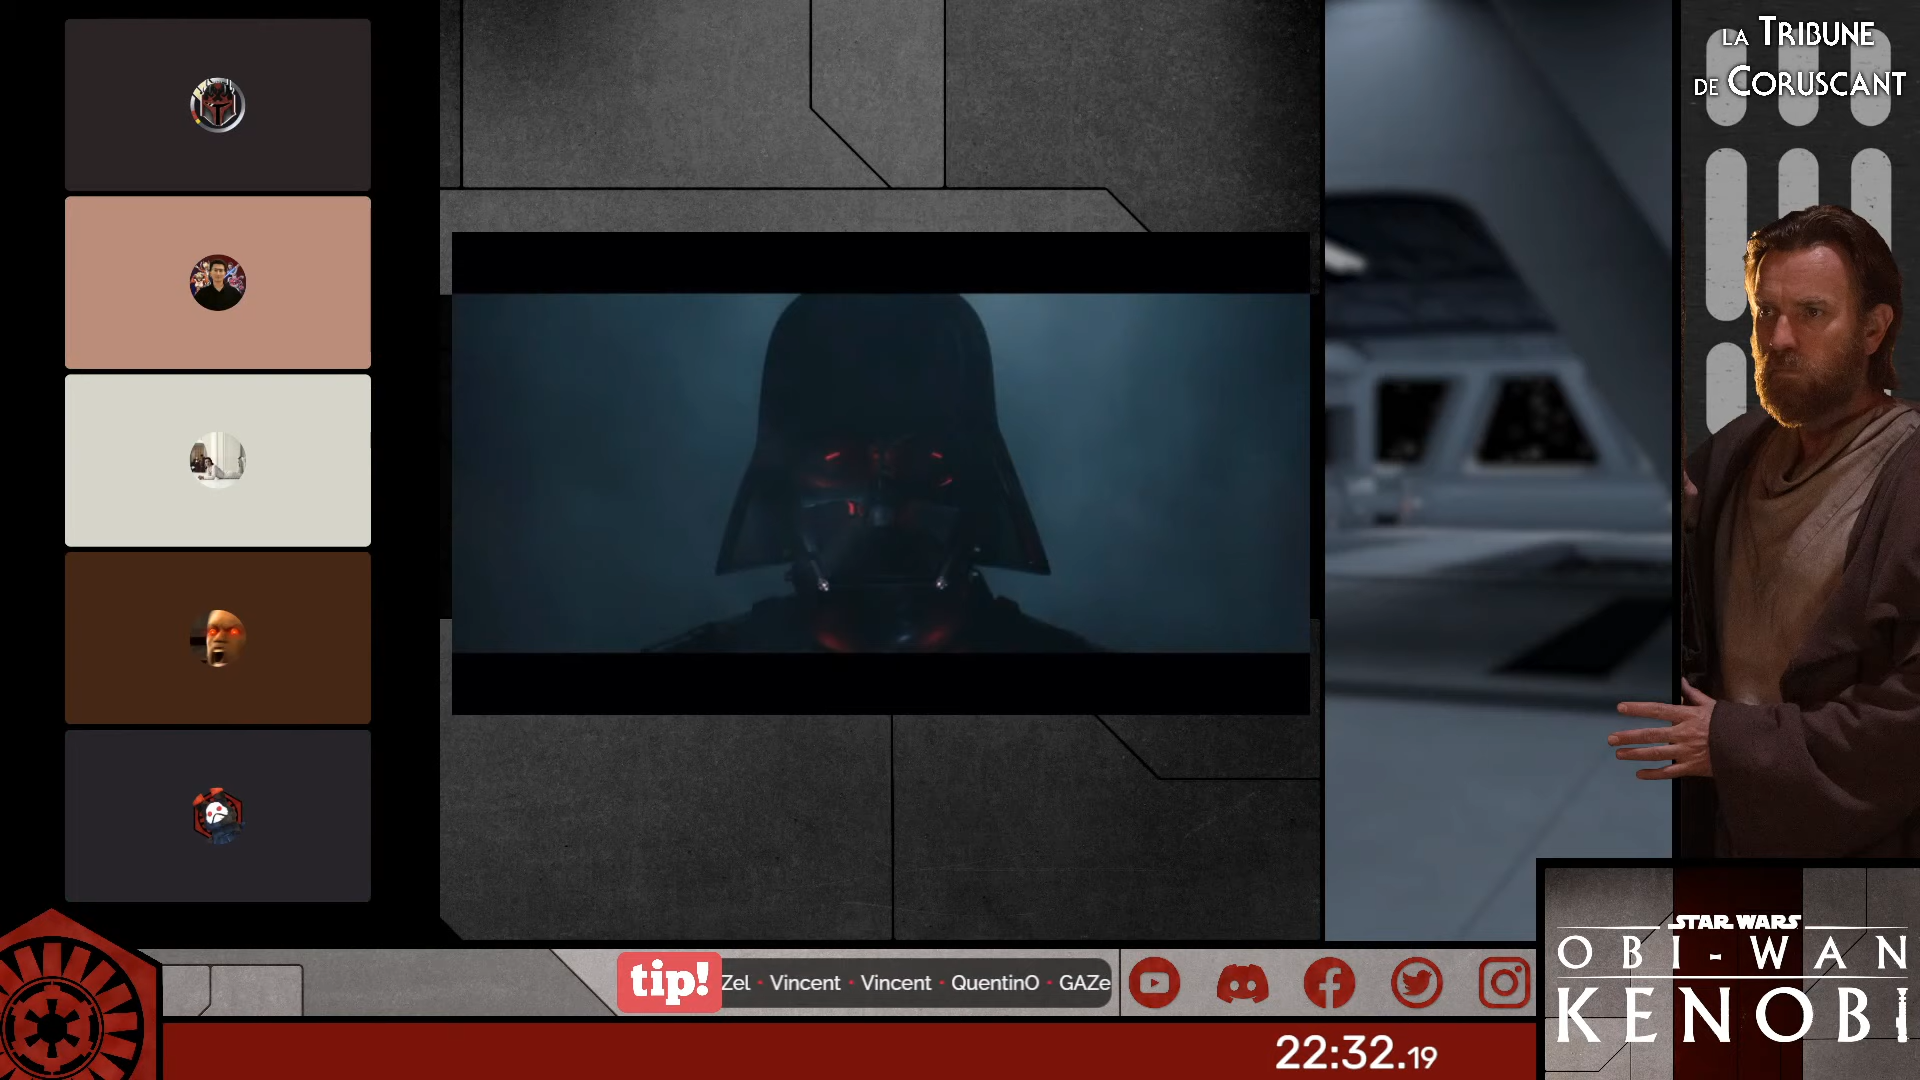 LA TRIBUNE
DE CORUSCANT
STAR WARS
OBI-WAN
KENOBI
tip! Zel • Vincent • Vincent • QuentinO • GAZe
22:32.19